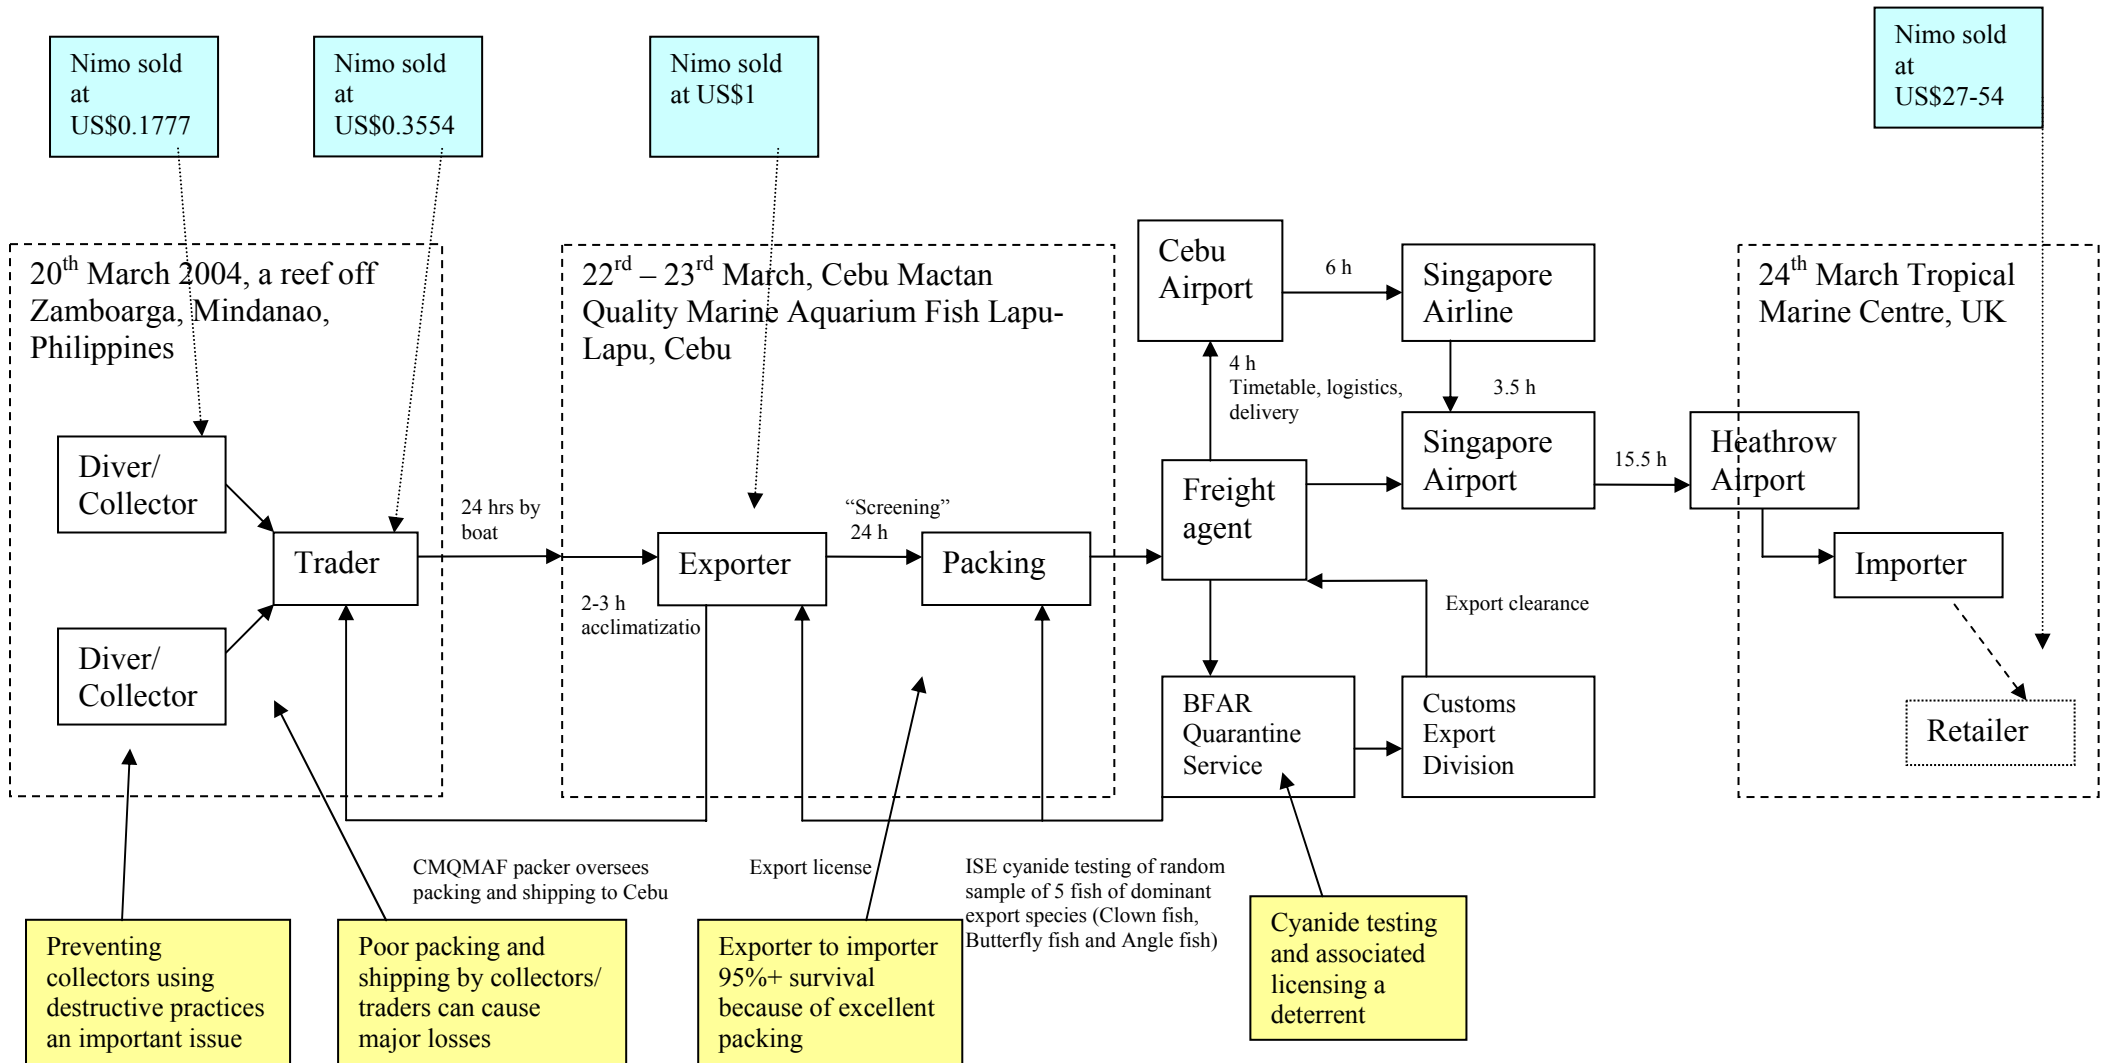 Nimo sold
at
US$0.1777
Nimo sold
at
US$0.3554
Nimo sold
at US$1
Nimo sold
at
US$27-54
20th March 2004, a reef off
Zamboarga, Mindanao,
Philippines
22rd – 23rd March, Cebu Mactan
Quality Marine Aquarium Fish Lapu-
Lapu, Cebu
Cebu
Airport
6 h
Singapore
Airline
24th March Tropical
Marine Centre, UK
4 h
Timetable, logistics,
delivery
3.5 h
Diver/
Collector
Trader
24 hrs by
boat
2-3 h
acclimatizatio
Exporter
“Screening”
24 h
Packing
Freight
agent
Singapore
Airport
15.5 h
Heathrow
Airport
Importer
Export clearance
Diver/
Collector
BFAR
Quarantine
Service
Customs
Export
Division
Retailer
CMQMAF packer oversees
packing and shipping to Cebu
Export license
ISE cyanide testing of random
sample of 5 fish of dominant
export species (Clown fish,
Butterfly fish and Angle fish)
Preventing
collectors using
destructive practices
an important issue
Poor packing and
shipping by collectors/
traders can cause
major losses
Exporter to importer
95%+ survival
because of excellent
packing
Cyanide testing
and associated
licensing a
deterrent